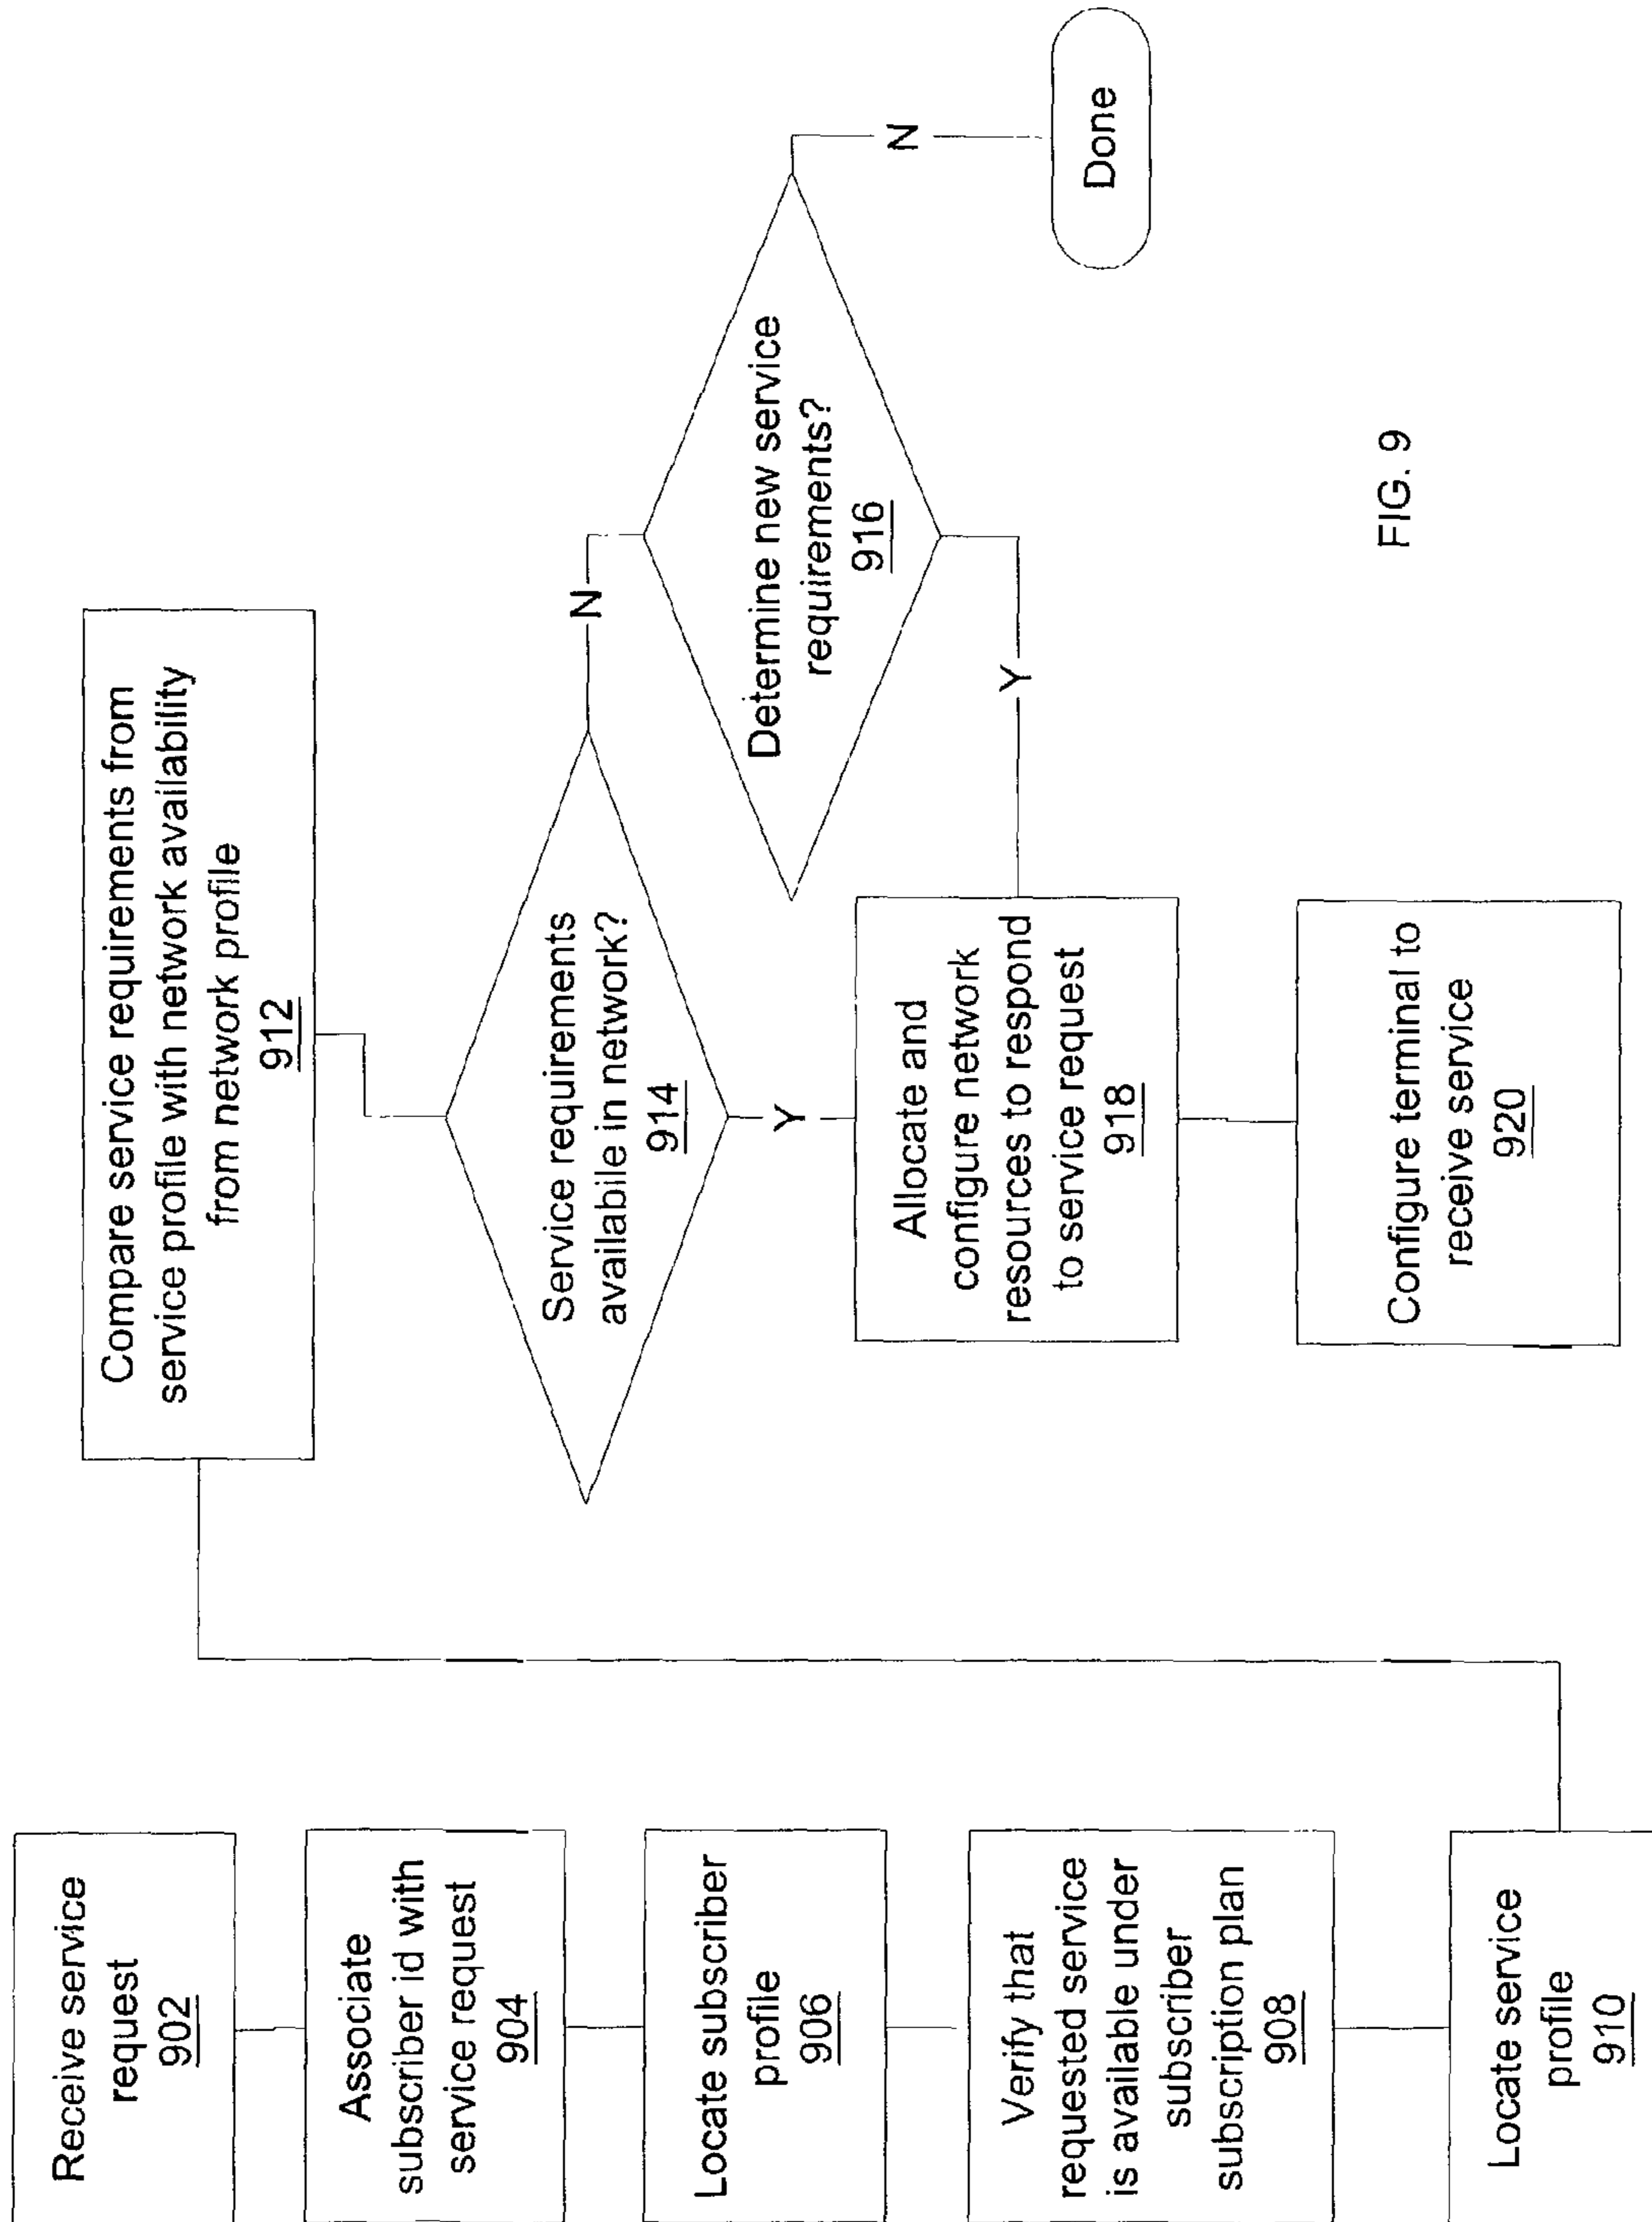 Receive service
request
902
Associate
subscriber id with
service request
904
Locate subscriber
profile
906
Verify that
requested service
is available under
subscriber
subscription plan
908
Locate service
profile
910
Compare service requirements from
service profile with network availability
from network profile
912
Service requirements
availabile in network?
914
N
Y
Determine new service
requirements?
916
N
Y
Done
Allocate and
configure network
resources to respond
to service request
918
Configure terminal to
receive service
920
FIG. 9